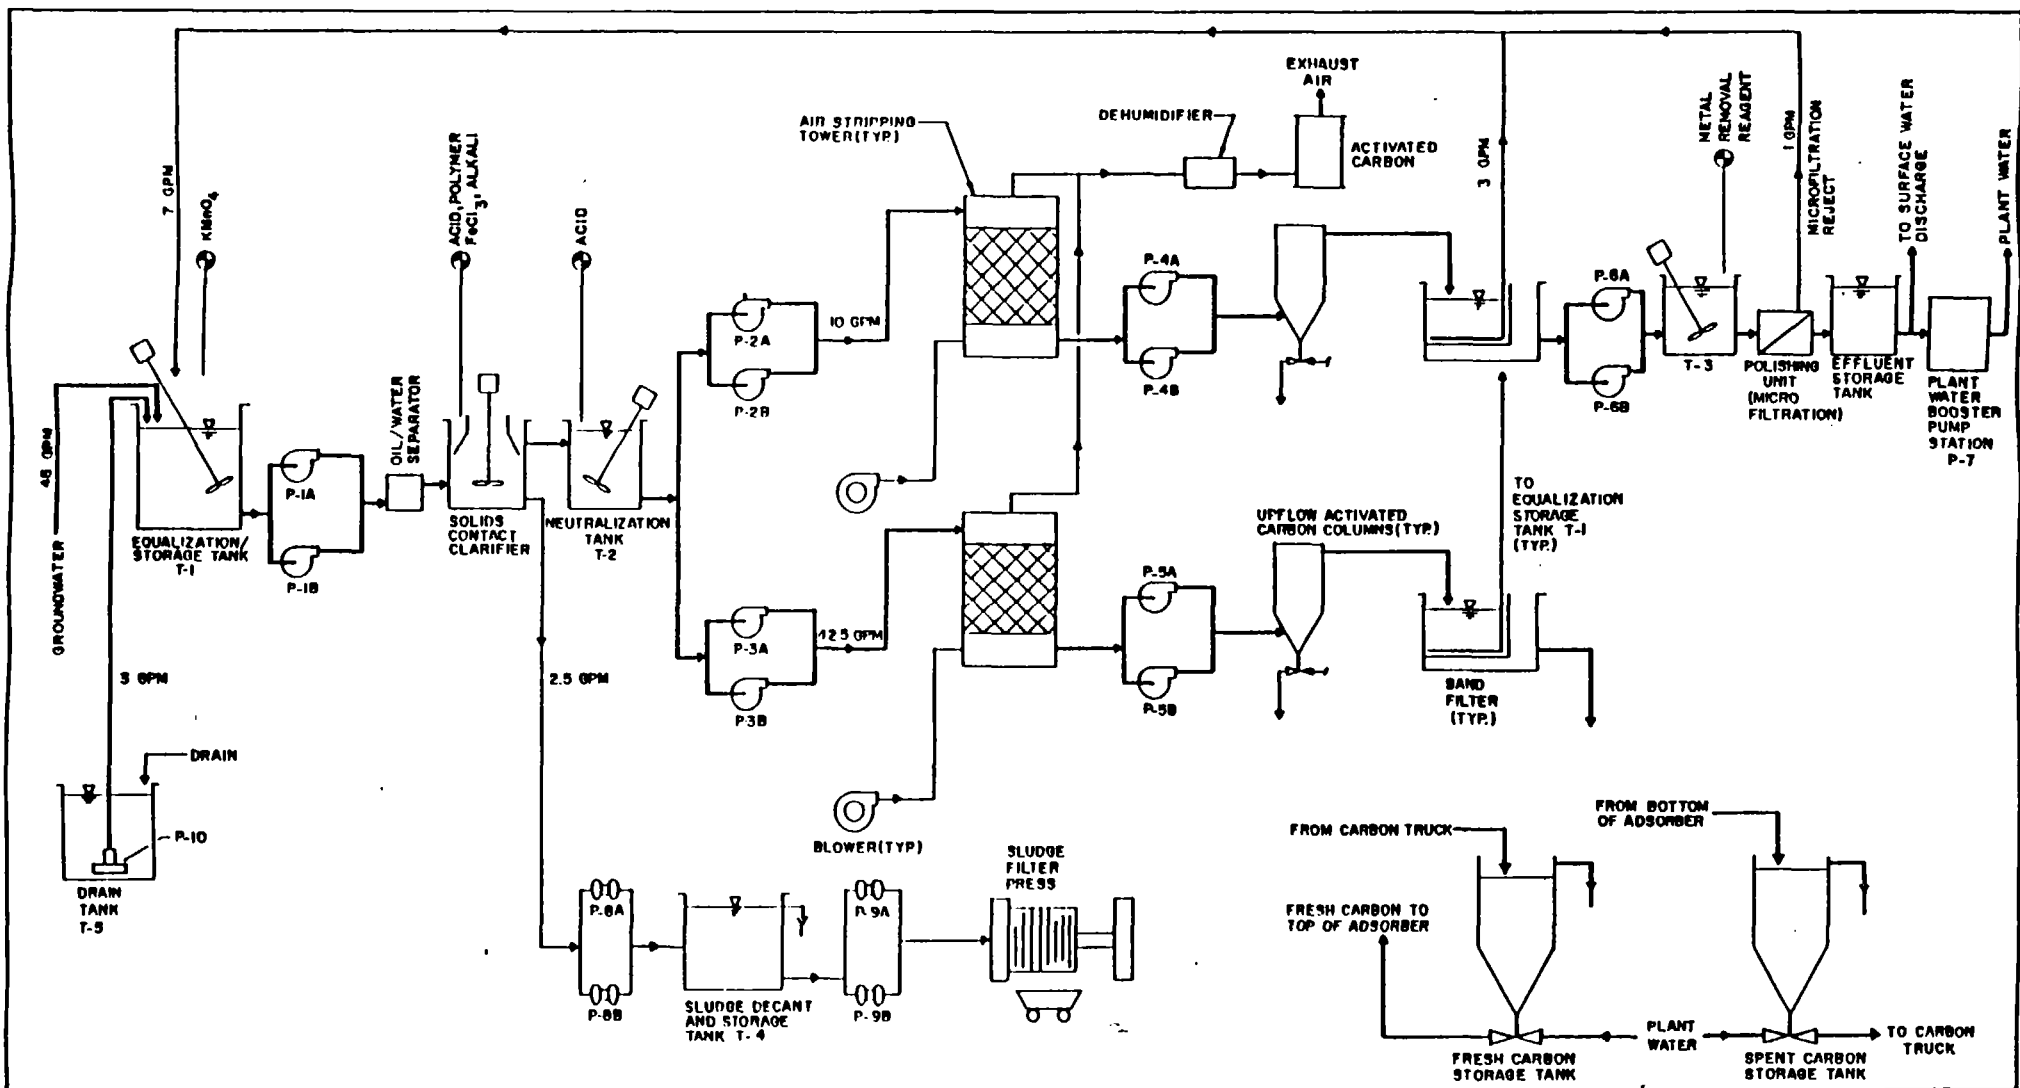 EXHAUST
AIR
DEHUMIDIFIER
AIR STRIPPING
TOWER(TYP.)
ACTIVATED
CARBON
METAL
REMOVAL
REAGENT
1 GPM
MICROFILTRATION
REJECT
TO SURFACE WATER
DISCHARGE
PLANT WATER
3 GPM
7 GPM
KMnO4
ACID, POLYMER
FeCl3, ALKALI
ACID
P-2A
P-2B
10 GPM
P-4A
P-4B
P-6A
P-6B
T-3
POLISHING
UNIT
(MICRO
FILTRATION)
EFFLUENT
STORAGE
TANK
PLANT
WATER
BOOSTER
PUMP
STATION
P-7
GROUNDWATER
GPM
EQUALIZATION/
STORAGE TANK
T-1
P-1A
P-1B
OIL/WATER
SEPARATOR
SOLIDS
CONTACT
CLARIFIER
NEUTRALIZATION
TANK
T-2
UPFLOW ACTIVATED
CARBON COLUMNS(TYP.)
TO
EQUALIZATION
STORAGE
TANK T-1
(TYP.)
P-3A
P-3B
12.5 GPM
P-5A
P-5B
SAND
FILTER
(TYP.)
3 GPM
2.5 GPM
DRAIN
P-10
DRAIN
TANK
T-5
BLOWER(TYP)
P-8A
P-8B
SLUDGE DECANT
AND STORAGE
TANK T-4
P-9A
P-9B
SLUDGE
FILTER
PRESS
FROM CARBON TRUCK
FROM BOTTOM
OF ADSORBER
FRESH CARBON TO
TOP OF ADSORBER
PLANT
WATER
TO CARBON
TRUCK
FRESH CARBON
STORAGE TANK
SPENT CARBON
STORAGE TANK